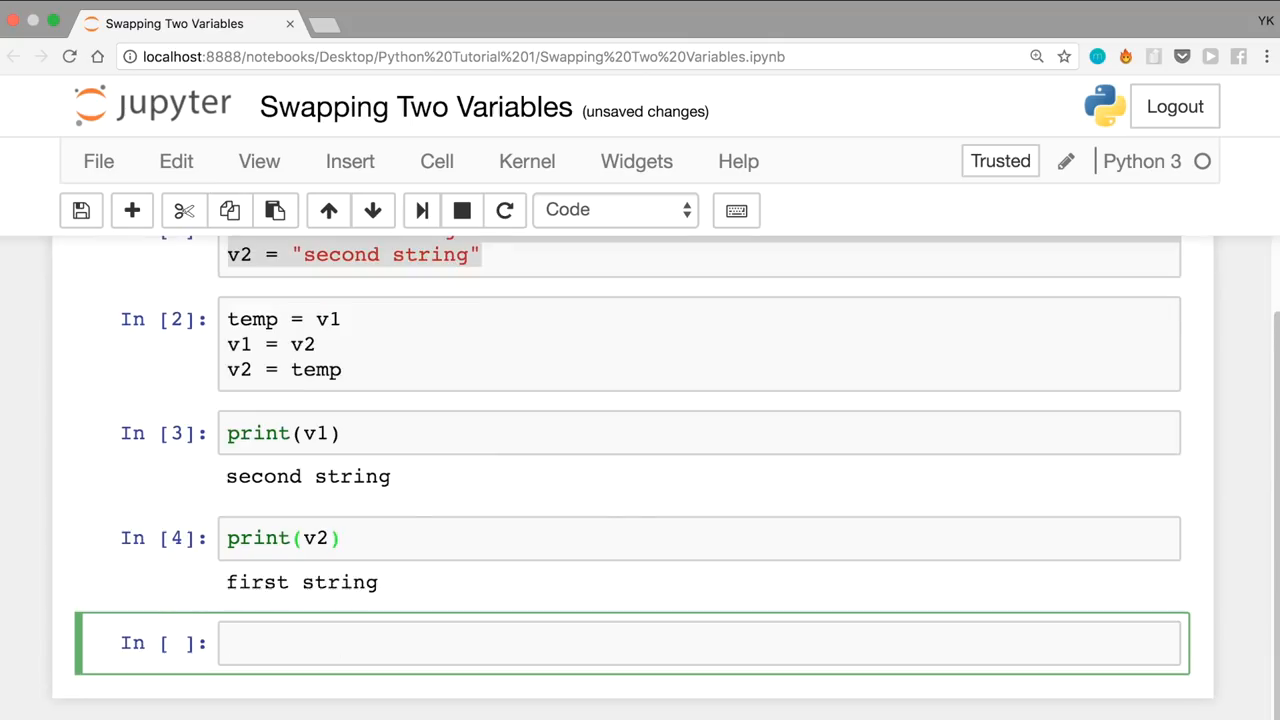 Swapping Two Variables
YK
localhost:8888/notebooks/Desktop/Python%20Tutorial%201/Swapping%20Two%20Variables.ipynb
jupyter Swapping Two Variables (unsaved changes) Logout
File Edit View Insert Cell Kernel Widgets Help Trusted Python 3
Code
v2 = "second string"
In [2]: temp = v1
v1 = v2
v2 = temp
In [3]: print(v1)
second string
In [4]: print(v2)
first string
In [ ]: